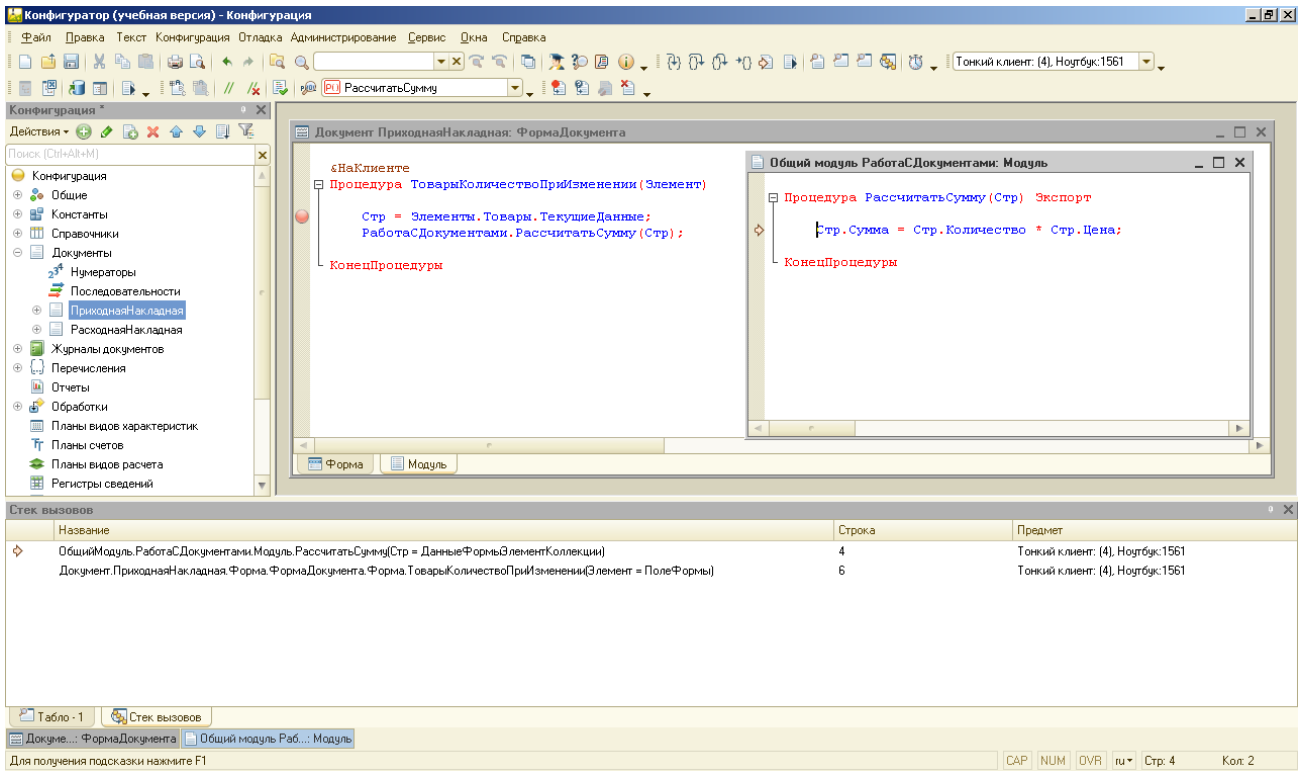 Конфигуратор (учебная версия) - Конфигурация
Файл Правка Текст Конфигурация Отладка Администрирование Сервис Окна Справка
Тонкий клиент: (4), Ноутбук:1561
РассчитатьСумму
Конфигурация *
Действия
Поиск (Ctrl+Alt+M)
Конфигурация
Общие
Константы
Справочники
Документы
Нумераторы
Последовательности
ПриходнаяНакладная
РасходнаяНакладная
Журналы документов
Перечисления
Отчеты
Обработки
Планы видов характеристик
Планы счетов
Планы видов расчета
Регистры сведений
Документ ПриходнаяНакладная: ФормаДокумента
&НаКлиенте
Процедура ТоварыКоличествоПриИзменении(Элемент)
Стр = Элементы.Товары.ТекущиеДанные;
РаботаСДокументами.РассчитатьСумму(Стр);
КонецПроцедуры
Форма Модуль
Общий модуль РаботаСДокументами: Модуль
Процедура РассчитатьСумму(Стр) Экспорт
Стр.Сумма = Стр.Количество * Стр.Цена;
КонецПроцедуры
Стек вызовов
Название Строка Предмет
ОбщийМодуль.РаботаСДокументами.Модуль.РассчитатьСумму(Стр = ДанныеФормыЭлементКоллекции) 4 Тонкий клиент: (4), Ноутбук:1561
Документ.ПриходнаяНакладная.Форма.ФормаДокумента.Форма.ТоварыКоличествоПриИзменении(Элемент = ПолеФормы) 6 Тонкий клиент: (4), Ноутбук:1561
Табло - 1 Стек вызовов
Докуме...: ФормаДокумента Общий модуль Раб...: Модуль
Для получения подсказки нажмите F1 CAP NUM OVR ru Стр: 4 Кол: 2